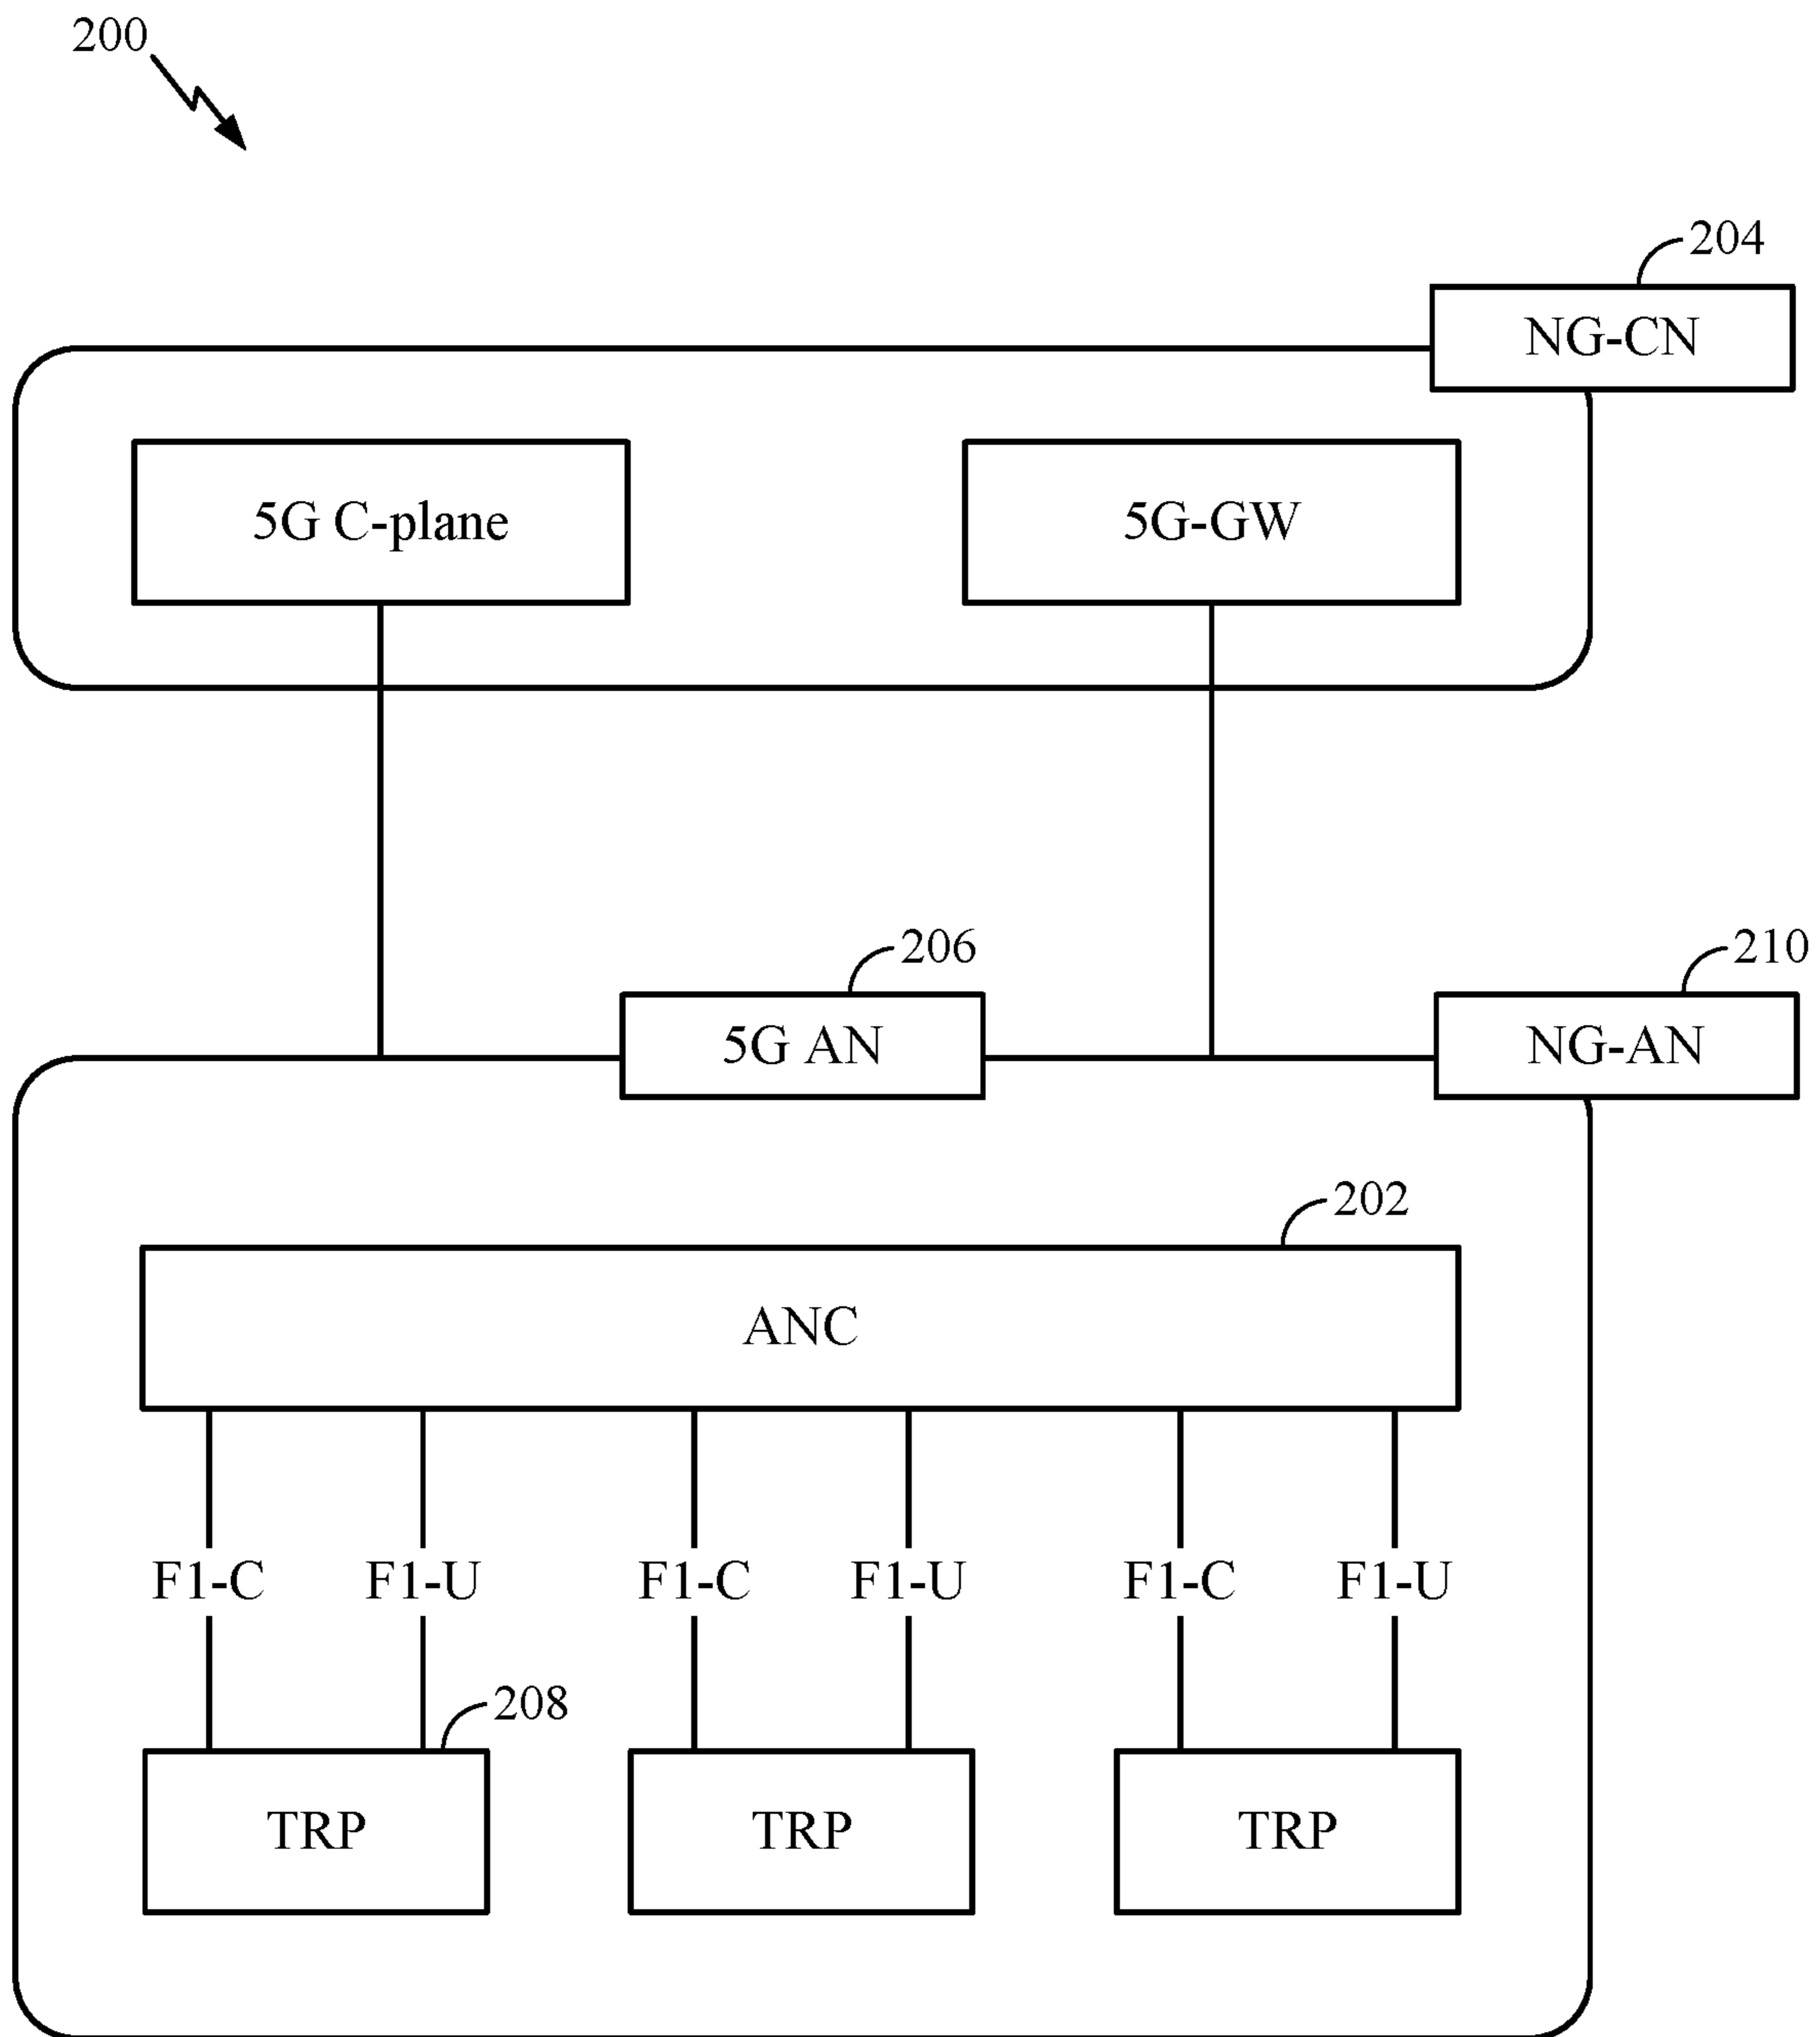 200
204
NG-CN
5G C-plane
5G-GW
206
210
5G AN
NG-AN
202
ANC
F1-C
F1-U
F1-C
F1-U
F1-C
F1-U
208
TRP
TRP
TRP